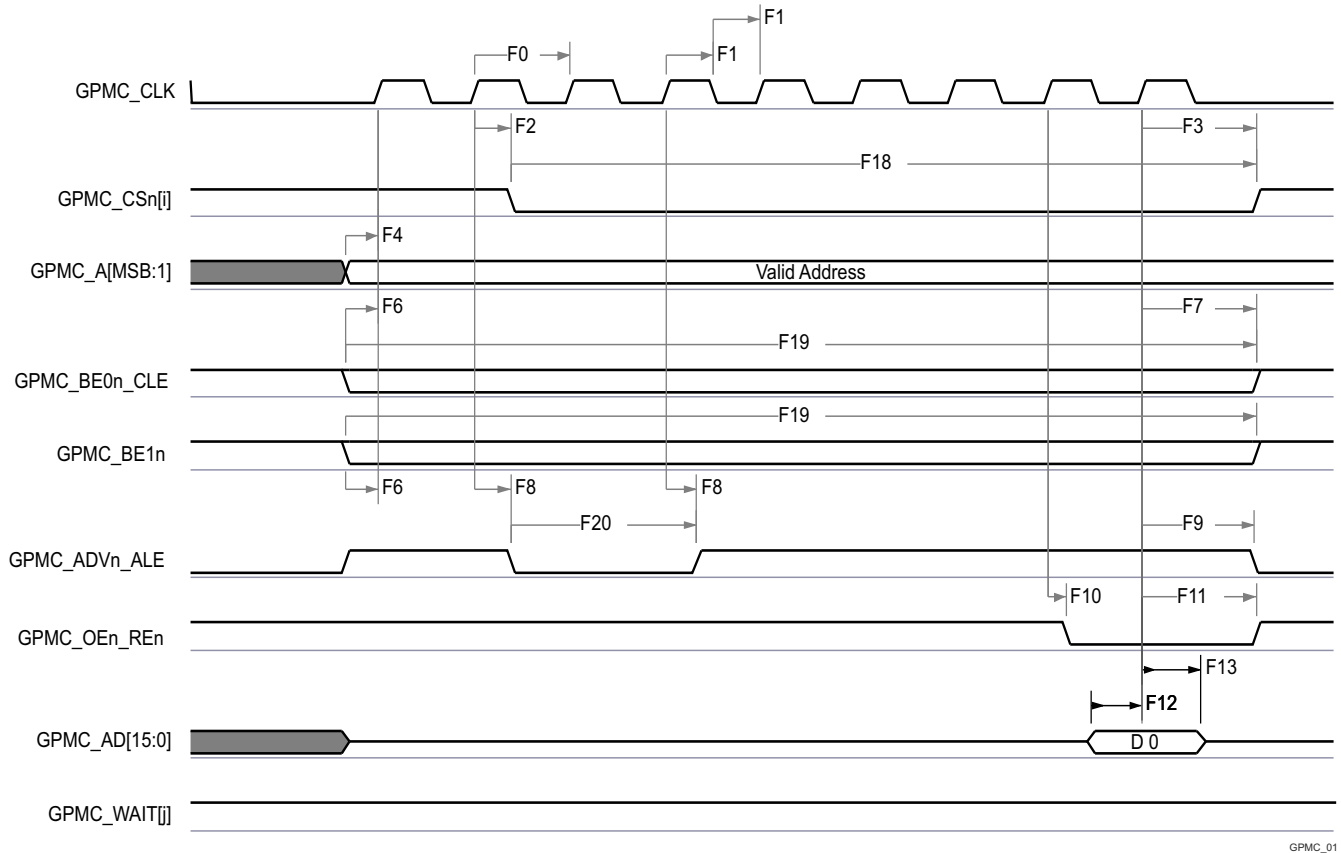 F1
F0 F1
GPMC_CLK
F2 F3
F18
GPMC_CSn[i]
F4
GPMC_A[MSB:1] Valid Address
F6 F7
F19
GPMC_BE0n_CLE
F19
GPMC_BE1n
F6 F8 F8
F20 F9
GPMC_ADVn_ALE
F10 F11
GPMC_OEn_REn
F13
F12
GPMC_AD[15:0] D 0
GPMC_WAIT[j]
GPMC_01